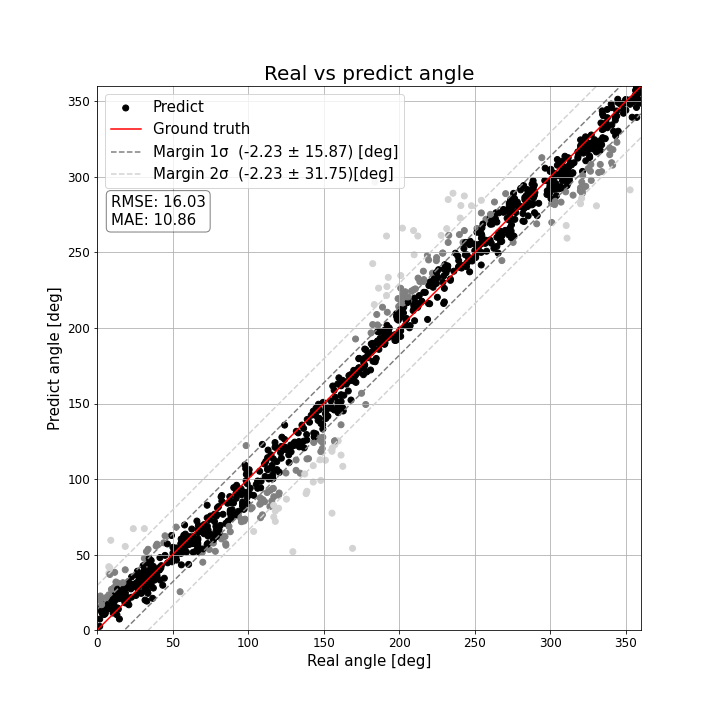 Real vs predict angle
Predict
Ground truth
Margin 1σ (-2.23 ± 15.87) [deg]
Margin 2σ (-2.23 ± 31.75)[deg]
RMSE: 16.03
MAE: 10.86
350
300
250
200
150
100
50
0
Predict angle [deg]
0 50 100 150 200 250 300 350
Real angle [deg]